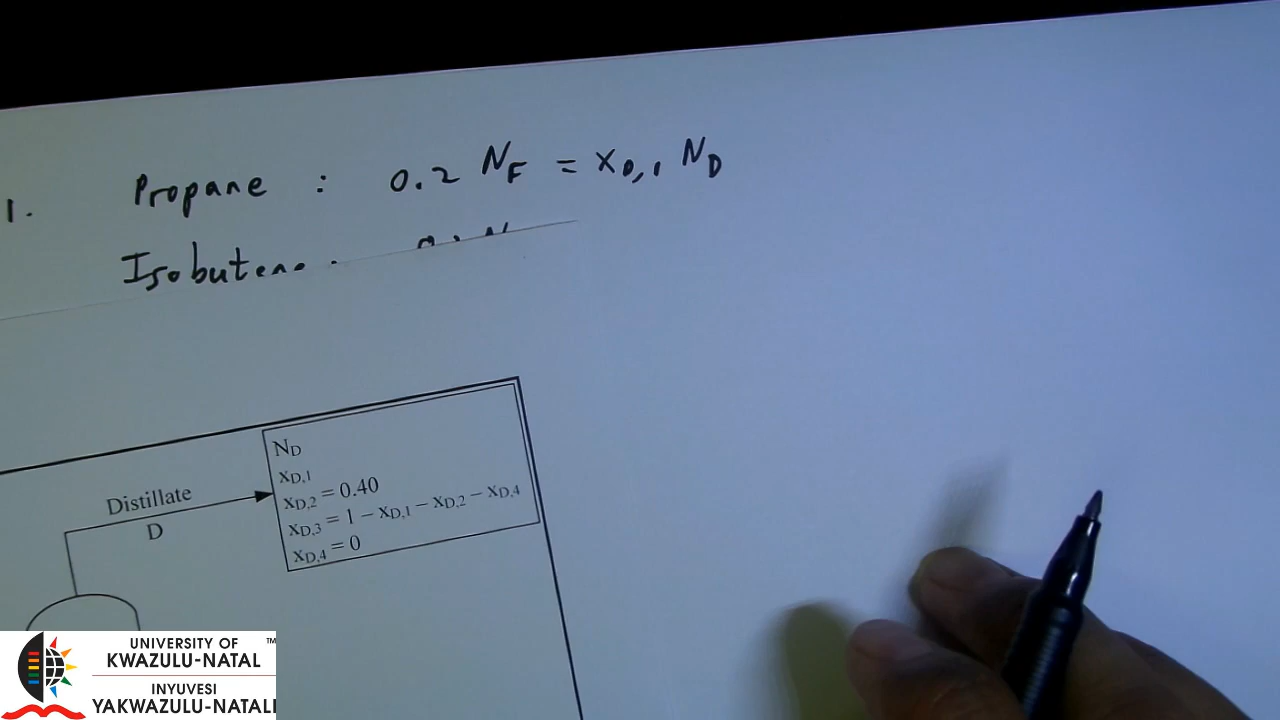 1. Propane : 0.2 N_F = x_D,1 N_D
Isobutene :
N_D
x_D,1
x_D,2 = 0.40
x_D,3 = 1 − x_D,1 − x_D,2 − x_D,4
x_D,4 = 0
Distillate
D
UNIVERSITY OF ™
KWAZULU-NATAL
INYUVESI
YAKWAZULU-NATALI